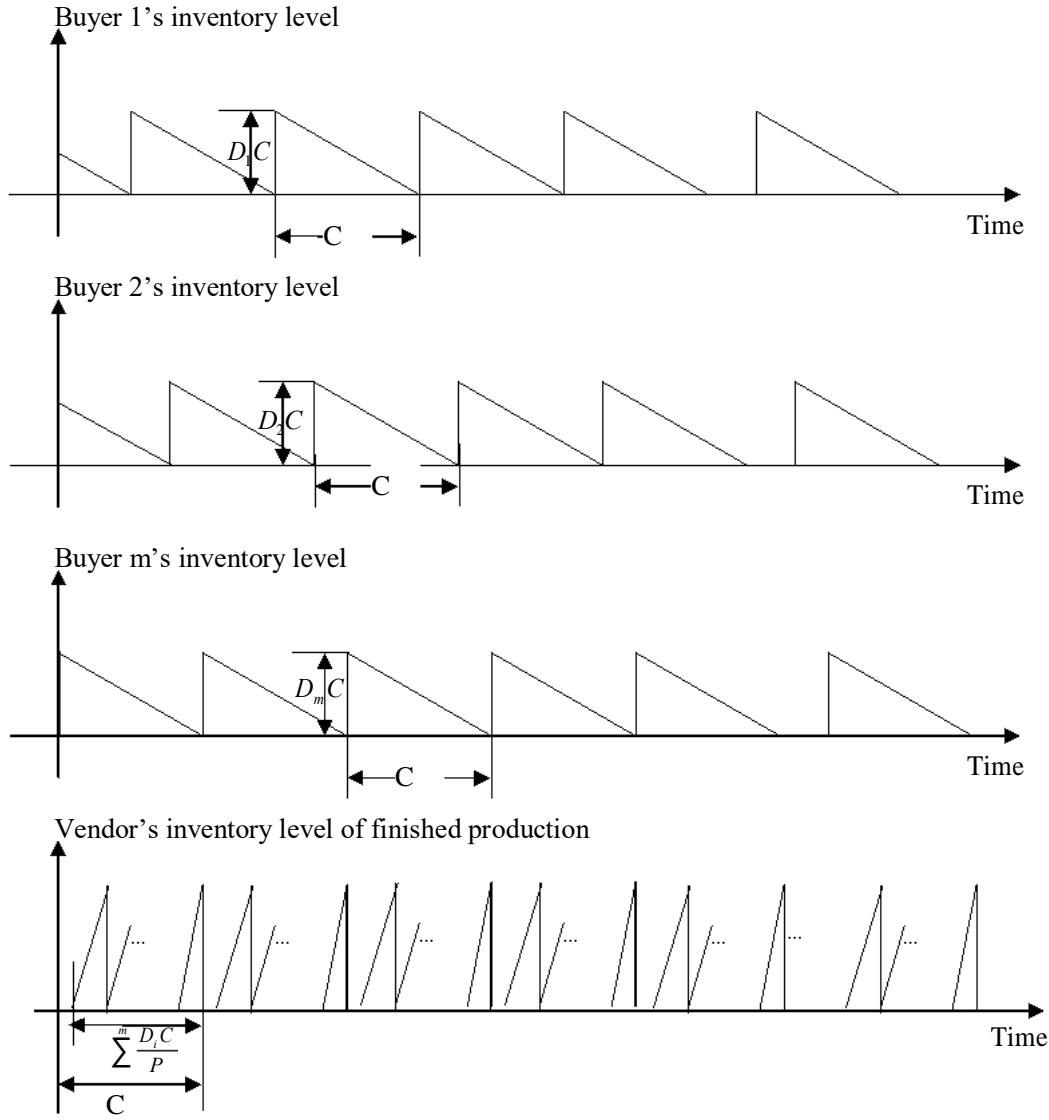 Buyer 1’s inventory level
D₁C
C
Time
Buyer 2’s inventory level
D₂C
C
Time
Buyer m’s inventory level
DₘC
C
Time
Vendor’s inventory level of finished production
... ... ... ... ... ... ... ...
Time
m
∑ DᵢC
P
C